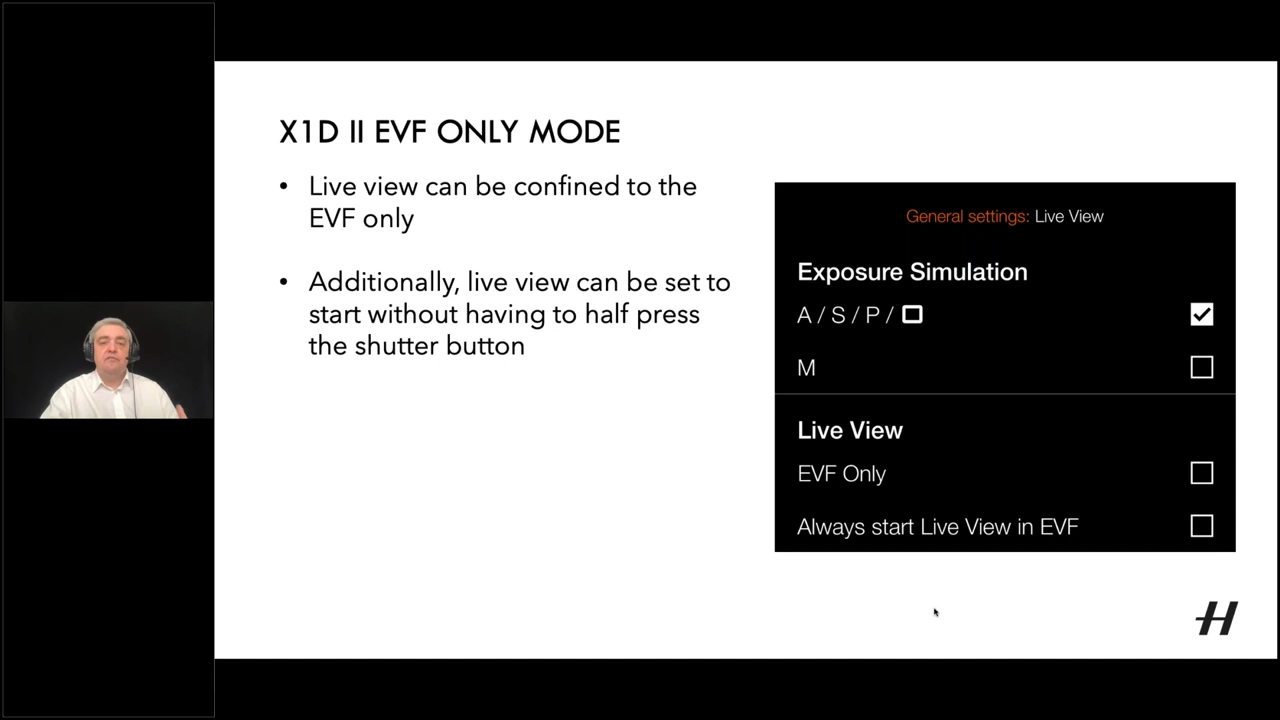 X1D II EVF ONLY MODE
• Live view can be confined to the
EVF only
• Additionally, live view can be set to
start without having to half press
the shutter button
General settings: Live View
Exposure Simulation
A / S / P /
M
Live View
EVF Only
Always start Live View in EVF
H